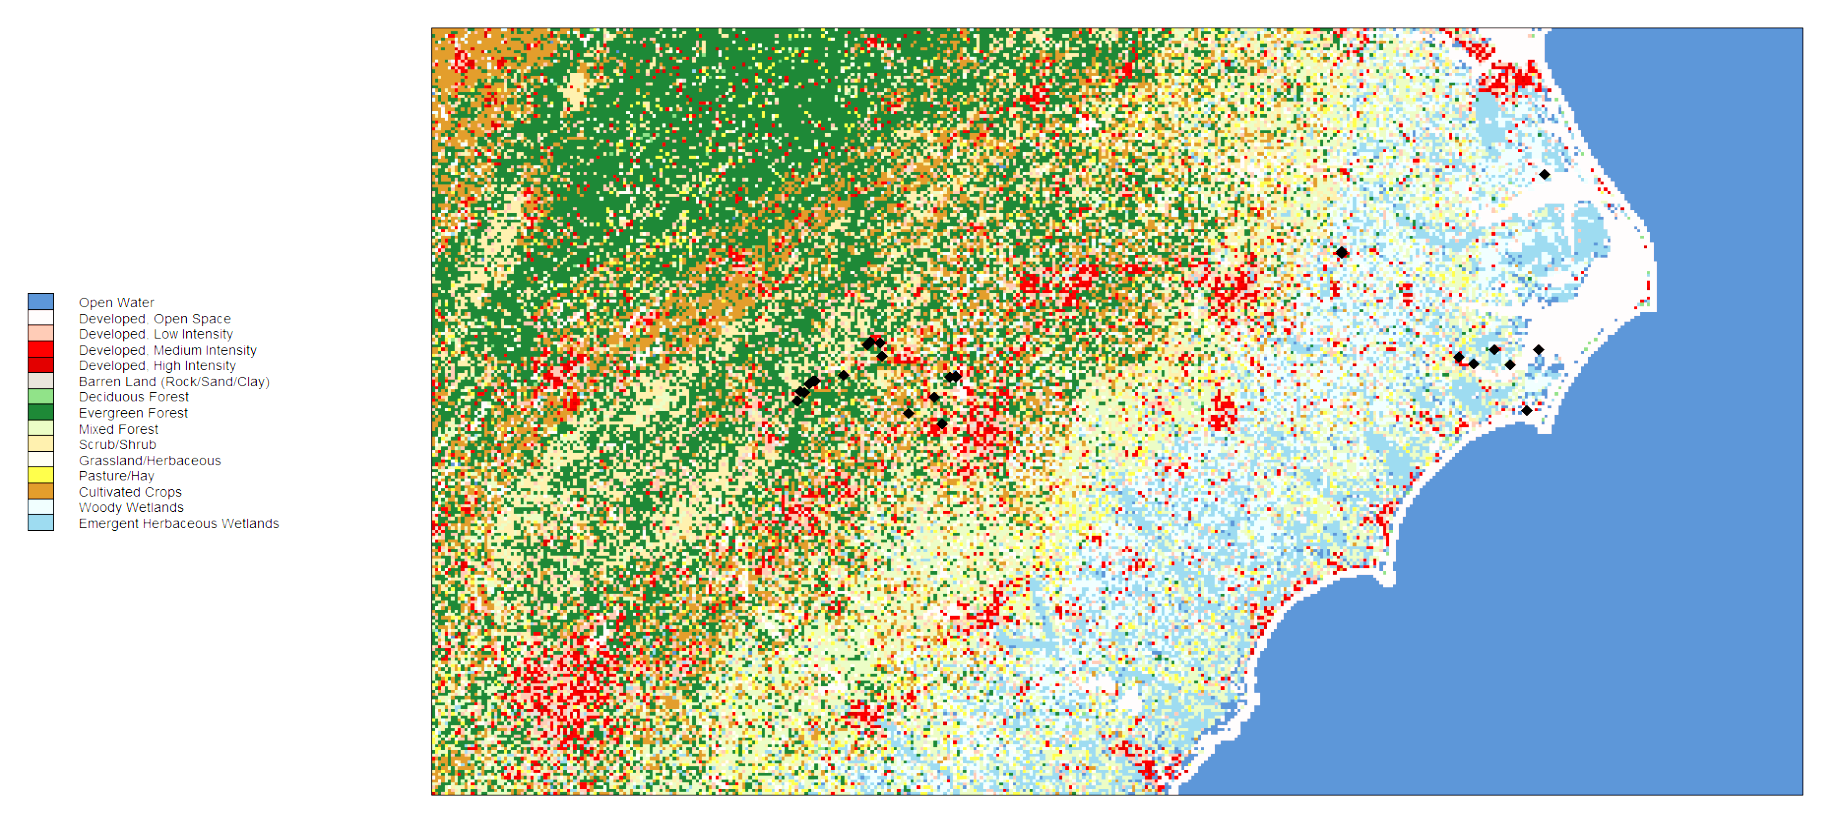 Open Water
Developed, Open Space
Developed, Low Intensity
Developed, Medium Intensity
Developed, High Intensity
Barren Land (Rock/Sand/Clay)
Deciduous Forest
Evergreen Forest
Mixed Forest
Scrub/Shrub
Grassland/Herbaceous
Pasture/Hay
Cultivated Crops
Woody Wetlands
Emergent Herbaceous Wetlands